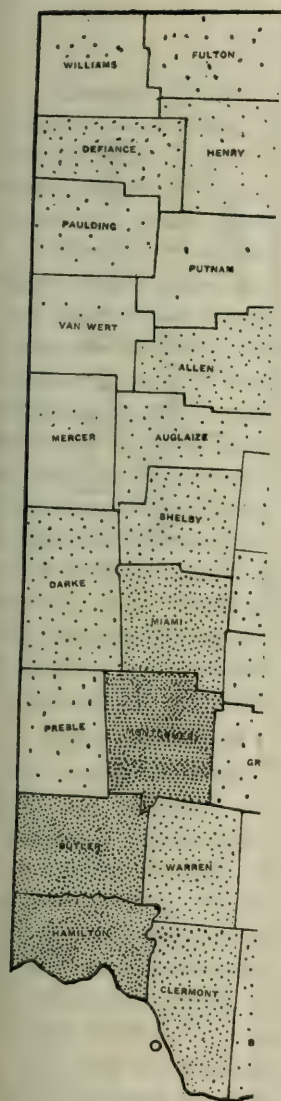 WILLIAMS
FULTON
DEFIANCE
HENRY
PAULDING
PUTNAM
VAN WERT
ALLEN
MERCER
AUGLAIZE
SHELBY
DARKE
MIAMI
MONTGOMERY
PREBLE
GR
BUTLER
WARREN
HAMILTON
CLERMONT
O
B